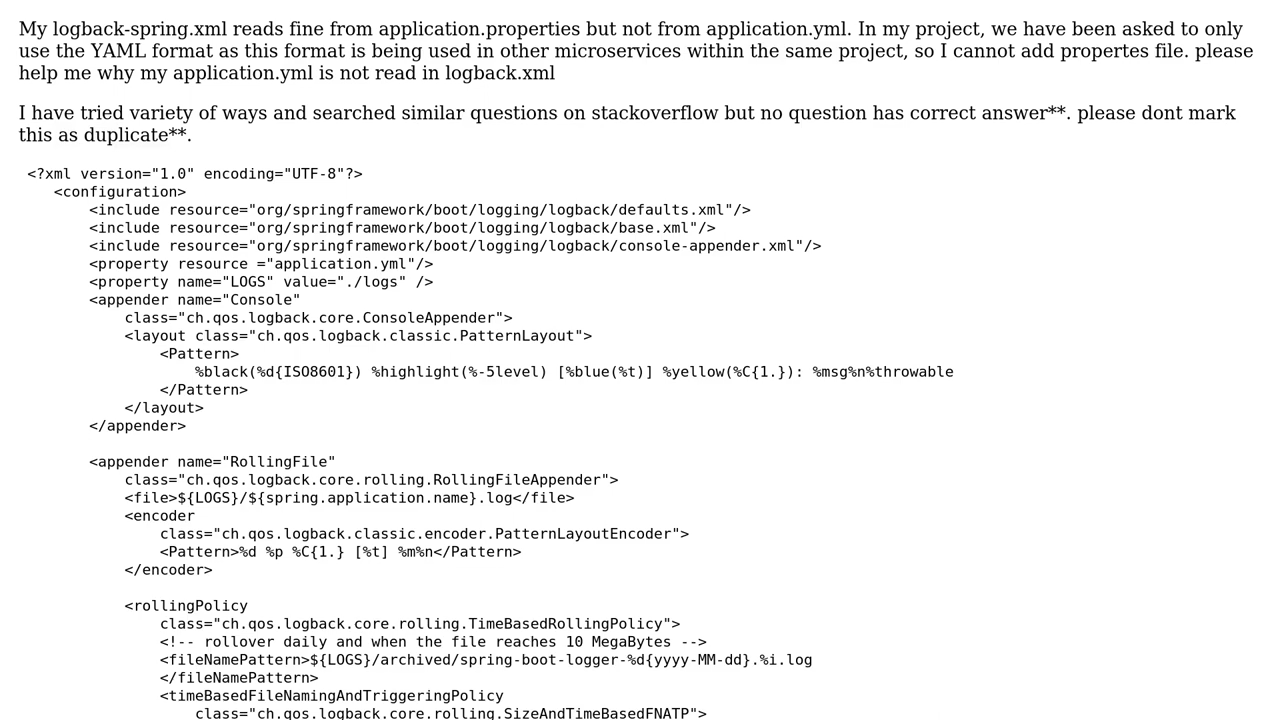 My logback-spring.xml reads fine from application.properties but not from application.yml. In my project, we have been asked to only
use the YAML format as this format is being used in other microservices within the same project, so I cannot add propertes file. please
help me why my application.yml is not read in logback.xml
I have tried variety of ways and searched similar questions on stackoverflow but no question has correct answer**. please dont mark
this as duplicate**.
<?xml version="1.0" encoding="UTF-8"?>
<configuration>
<include resource="org/springframework/boot/logging/logback/defaults.xml"/>
<include resource="org/springframework/boot/logging/logback/base.xml"/>
<include resource="org/springframework/boot/logging/logback/console-appender.xml"/>
<property resource ="application.yml"/>
<property name="LOGS" value="./logs" />
<appender name="Console"
class="ch.qos.logback.core.ConsoleAppender">
<layout class="ch.qos.logback.classic.PatternLayout">
<Pattern>
%black(%d{ISO8601}) %highlight(%-5level) [%blue(%t)] %yellow(%C{1.}): %msg%n%throwable
</Pattern>
</layout>
</appender>
<appender name="RollingFile"
class="ch.qos.logback.core.rolling.RollingFileAppender">
<file>${LOGS}/${spring.application.name}.log</file>
<encoder
class="ch.qos.logback.classic.encoder.PatternLayoutEncoder">
<Pattern>%d %p %C{1.} [%t] %m%n</Pattern>
</encoder>
<rollingPolicy
class="ch.qos.logback.core.rolling.TimeBasedRollingPolicy">
<!-- rollover daily and when the file reaches 10 MegaBytes -->
<fileNamePattern>${LOGS}/archived/spring-boot-logger-%d{yyyy-MM-dd}.%i.log
</fileNamePattern>
<timeBasedFileNamingAndTriggeringPolicy
class="ch.qos.logback.core.rolling.SizeAndTimeBasedFNATP">